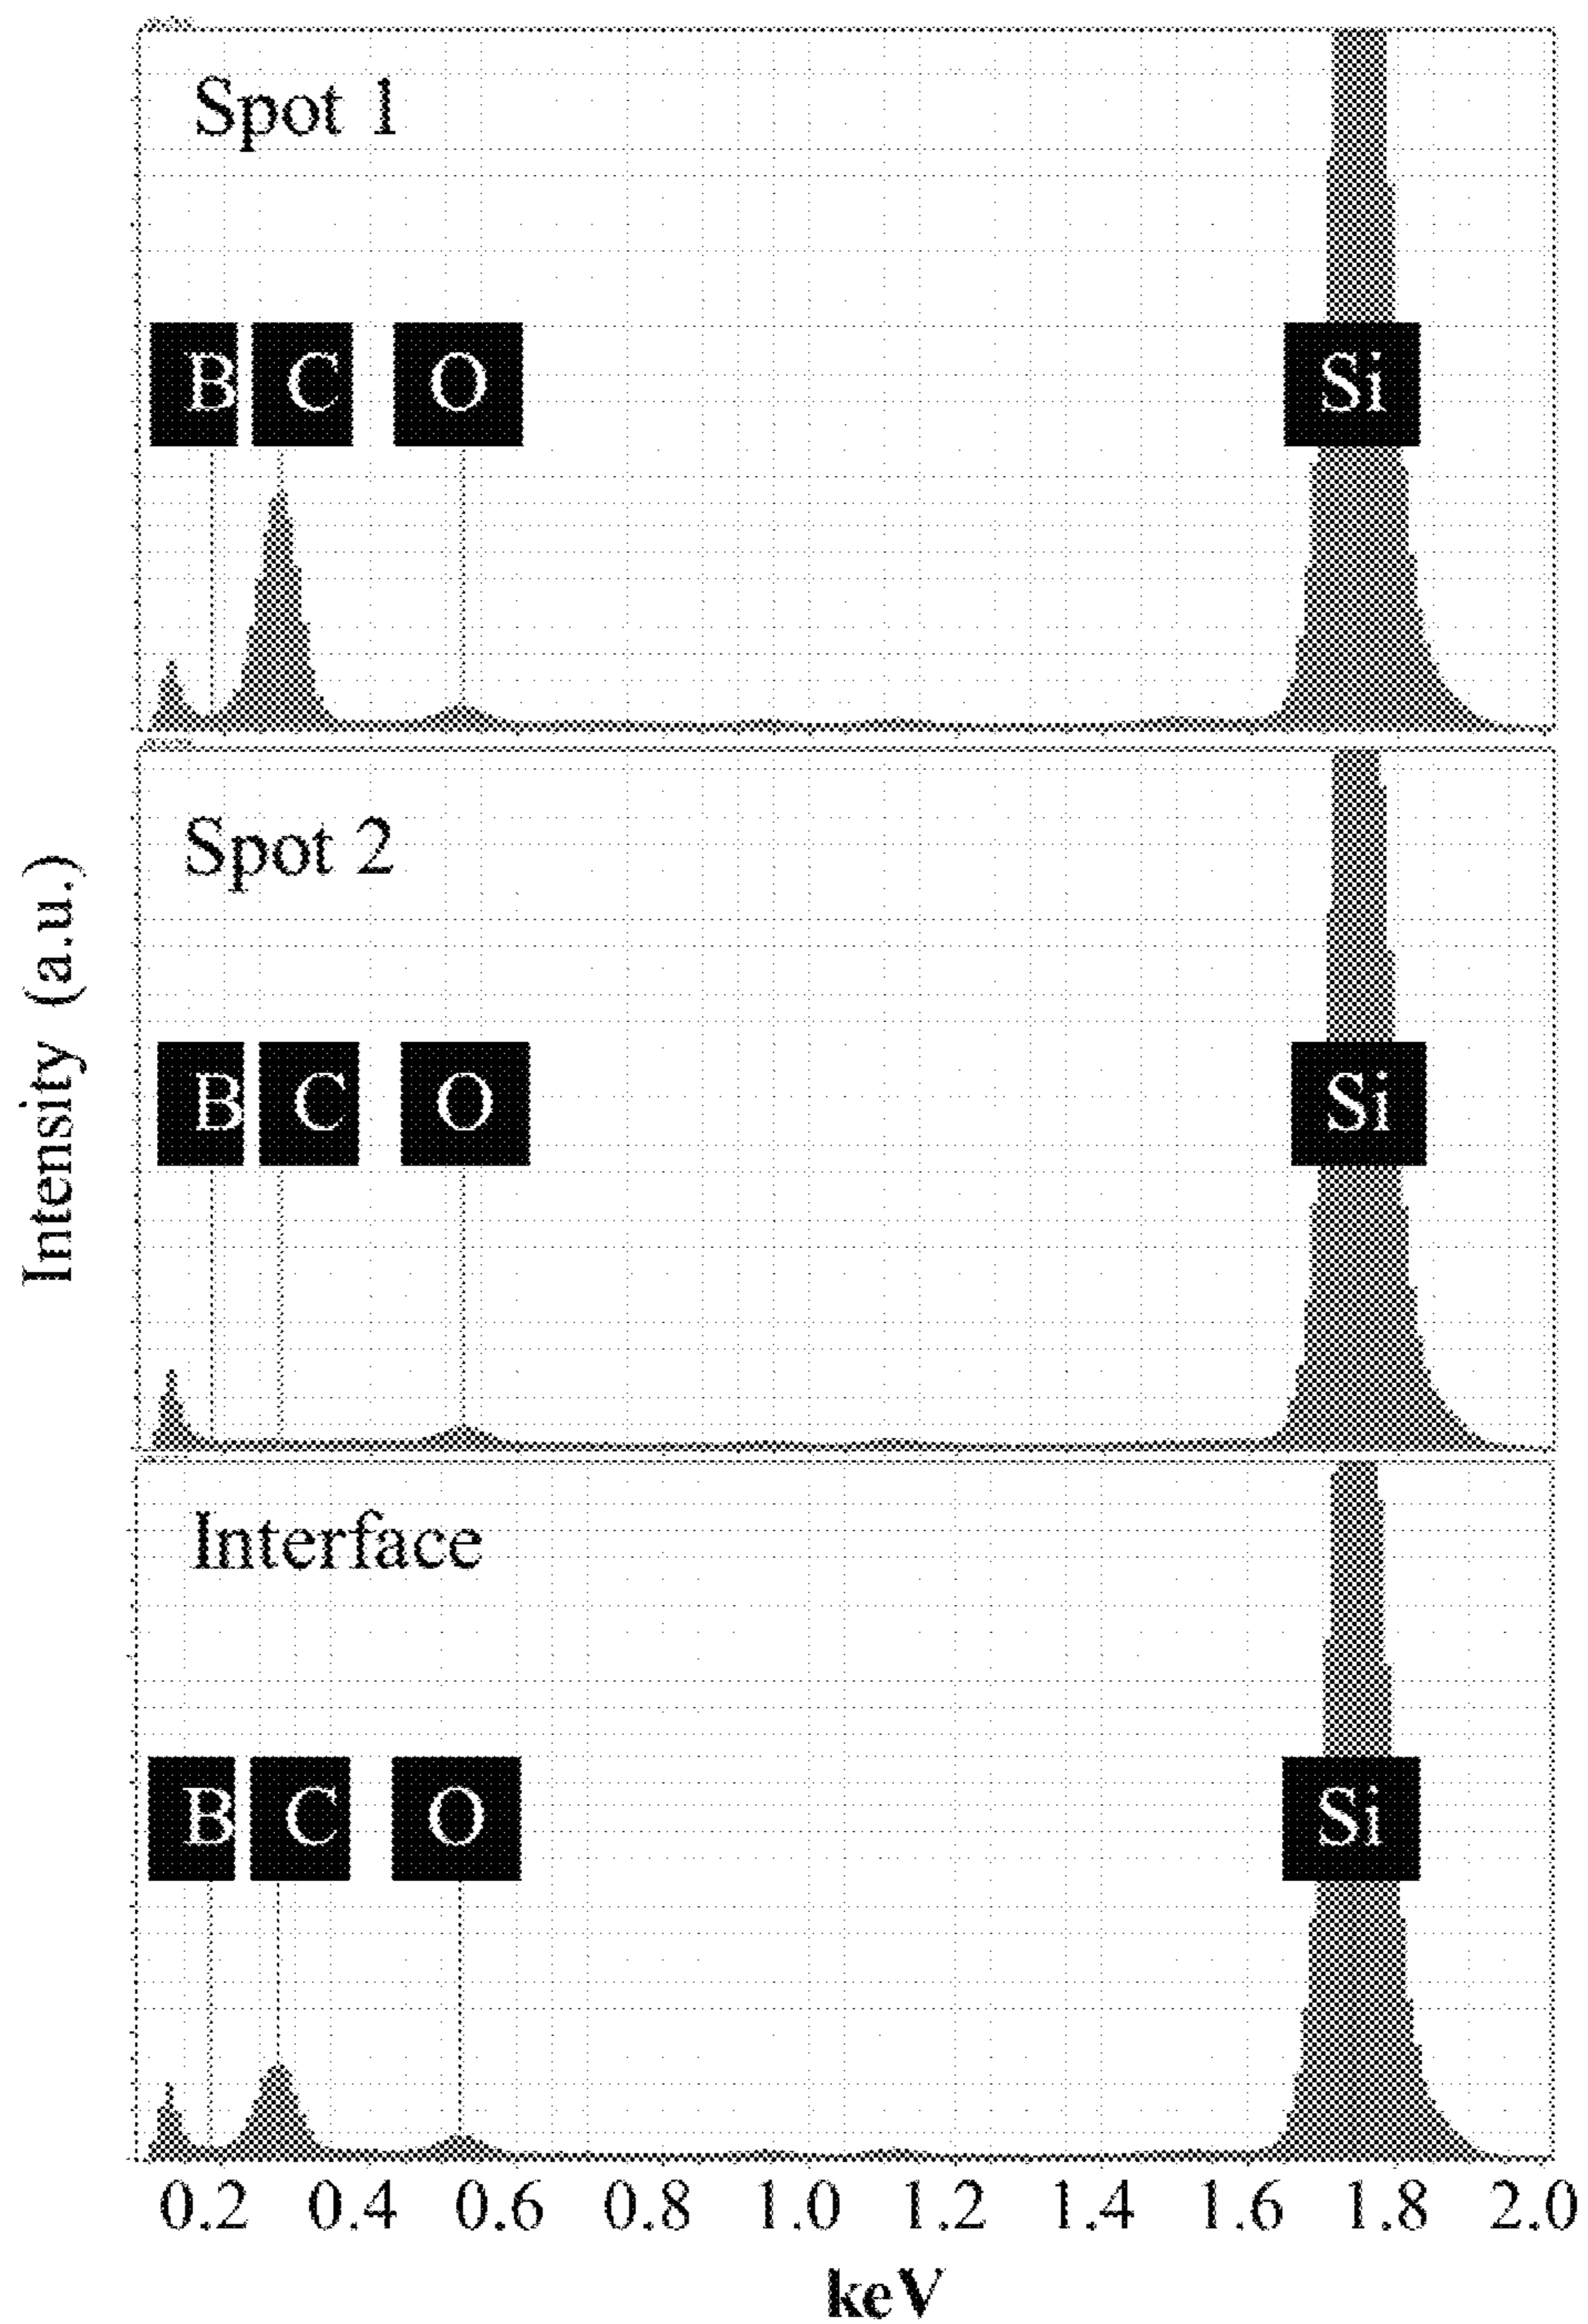 Spot 1
B C O Si
Spot 2
B C O Si
Intensity (a.u.)
Interface
B C O Si
0.2 0.4 0.6 0.8 1.0 1.2 1.4 1.6 1.8 2.0
keV